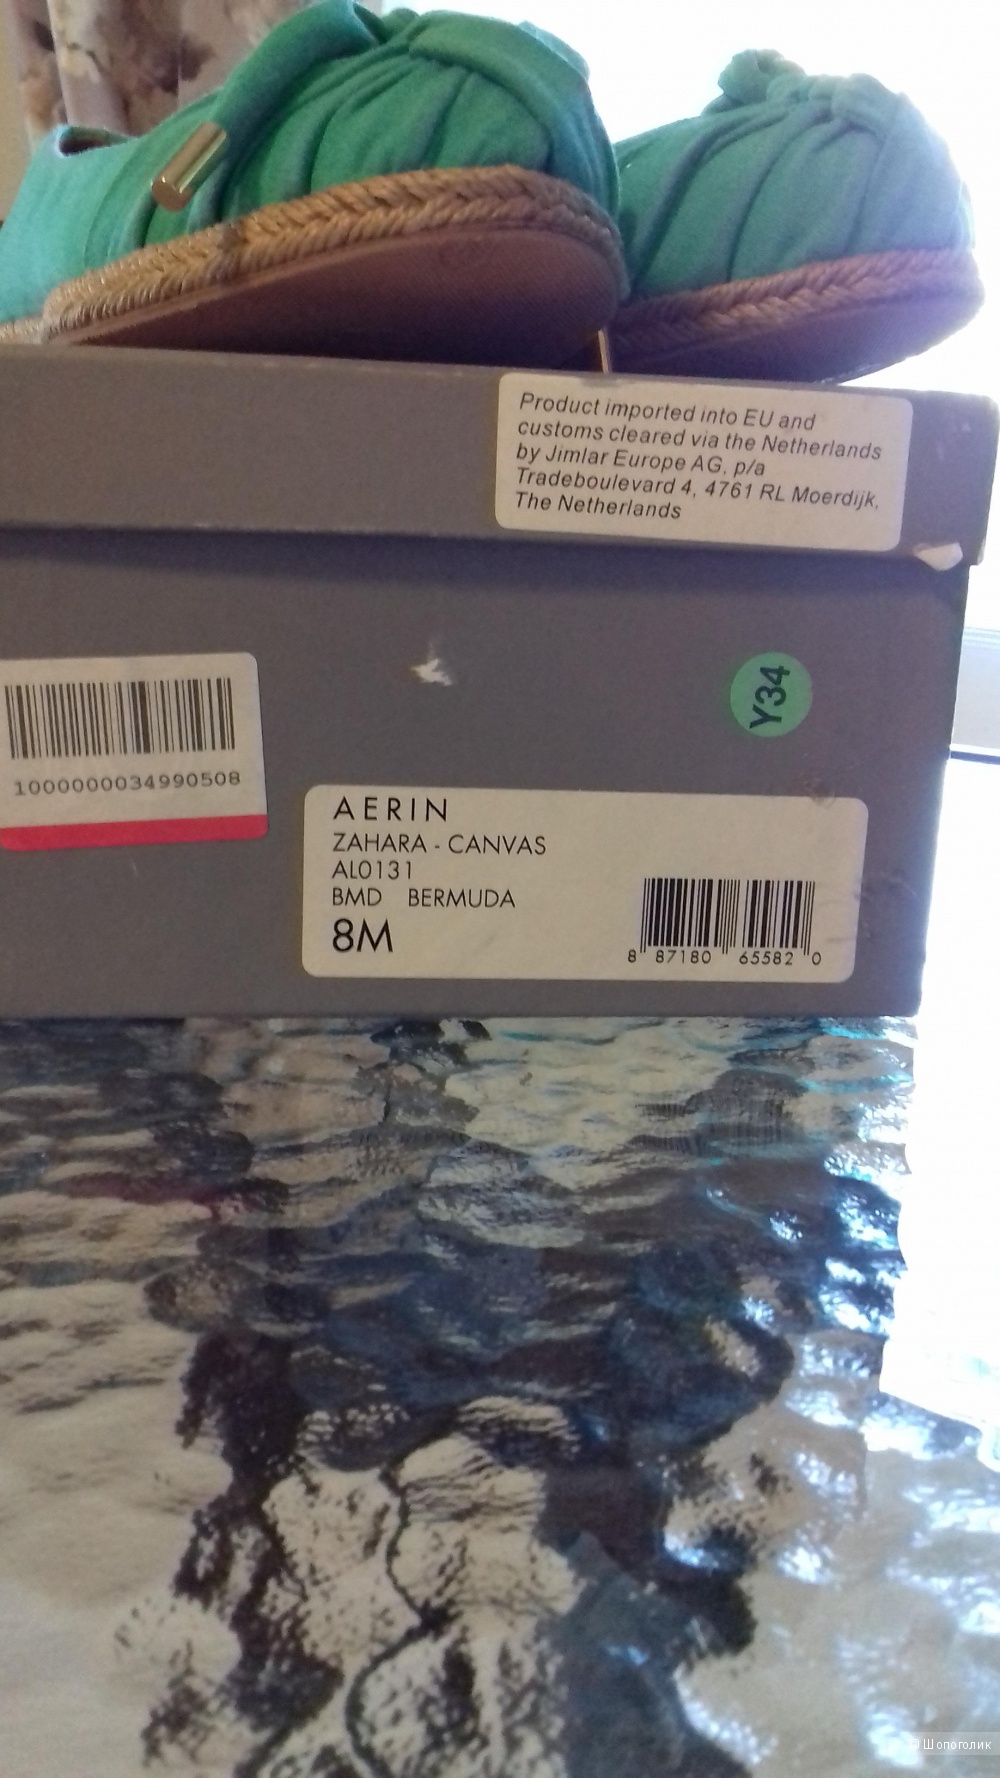 Product imported into EU and
customs cleared via the Netherlands
by Jimlar Europe AG, p/a
Tradeboulevard 4, 4761 RL Moerdijk,
The Netherlands
Y34
1000000034990508
AERIN
ZAHARA - CANVAS
AL0131
BMD BERMUDA
8M
8 87180 65582 0
Шопоголик